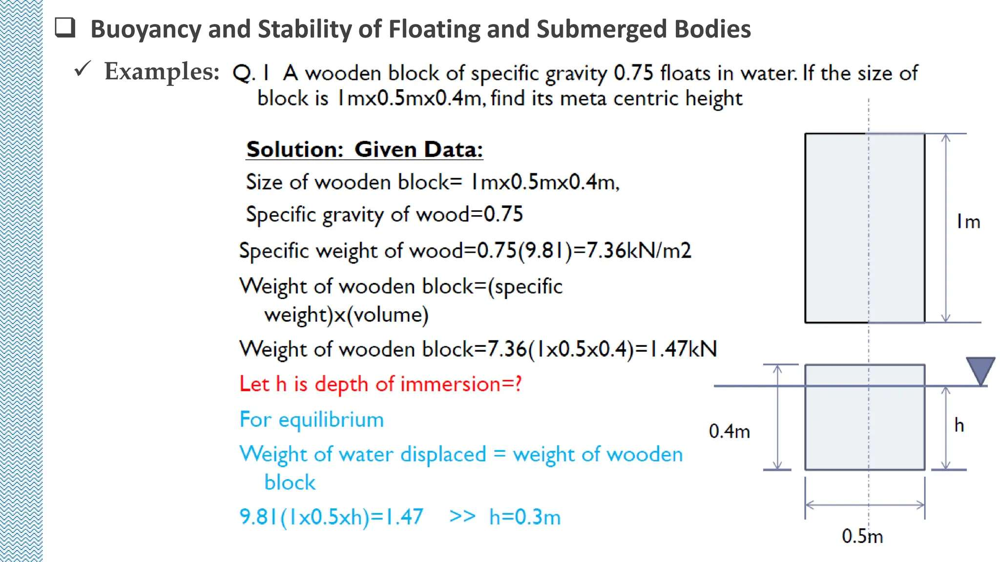 Buoyancy and Stability of Floating and Submerged Bodies
Examples: Q. 1 A wooden block of specific gravity 0.75 floats in water. If the size of
block is 1mx0.5mx0.4m, find its meta centric height
Solution: Given Data:
Size of wooden block= 1mx0.5mx0.4m,
Specific gravity of wood=0.75
Specific weight of wood=0.75(9.81)=7.36kN/m2
Weight of wooden block=(specific
weight)x(volume)
Weight of wooden block=7.36(1x0.5x0.4)=1.47kN
Let h is depth of immersion=?
For equilibrium
Weight of water displaced = weight of wooden
block
9.81(1x0.5xh)=1.47 >> h=0.3m
1m
0.4m
h
0.5m